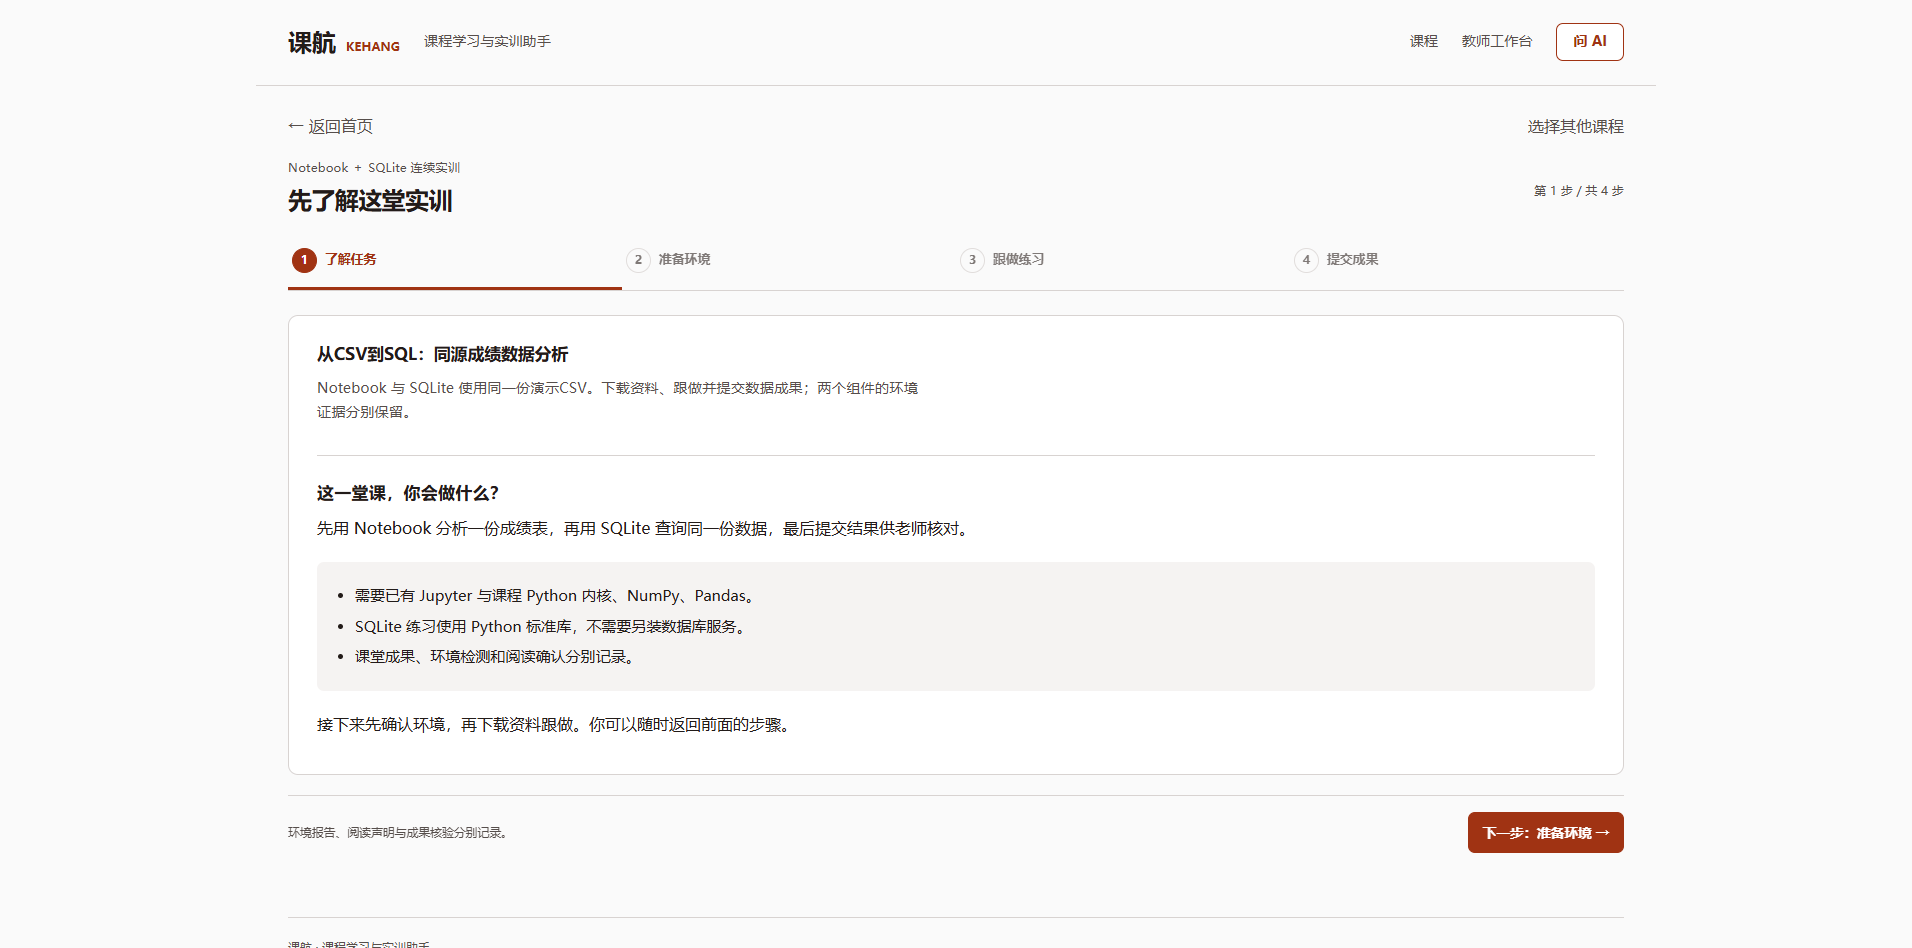 课航 KEHANG 课程学习与实训助手 课程 教师工作台 问 AI
← 返回首页 选择其他课程
Notebook + SQLite 连续实训
先了解这堂实训 第 1 步 / 共 4 步
1 了解任务 2 准备环境 3 跟做练习 4 提交成果
从CSV到SQL：同源成绩数据分析
Notebook 与 SQLite 使用同一份演示CSV。下载资料、跟做并提交数据成果；两个组件的环境
证据分别保留。
这一堂课，你会做什么？
先用 Notebook 分析一份成绩表，再用 SQLite 查询同一份数据，最后提交结果供老师核对。
• 需要已有 Jupyter 与课程 Python 内核、NumPy、Pandas。
• SQLite 练习使用 Python 标准库，不需要另装数据库服务。
• 课堂成果、环境检测和阅读确认分别记录。
接下来先确认环境，再下载资料跟做。你可以随时返回前面的步骤。
环境报告、阅读声明与成果核验分别记录。 下一步：准备环境 →
课航 · 课程学习与实训助手